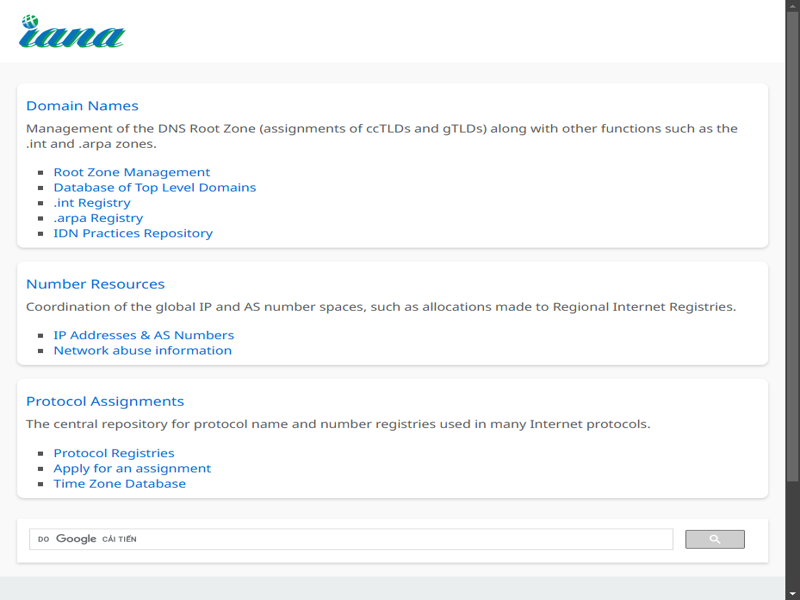 iana
Domain Names
Management of the DNS Root Zone (assignments of ccTLDs and gTLDs) along with other functions such as the
.int and .arpa zones.
Root Zone Management
Database of Top Level Domains
.int Registry
.arpa Registry
IDN Practices Repository
Number Resources
Coordination of the global IP and AS number spaces, such as allocations made to Regional Internet Registries.
IP Addresses & AS Numbers
Network abuse information
Protocol Assignments
The central repository for protocol name and number registries used in many Internet protocols.
Protocol Registries
Apply for an assignment
Time Zone Database
DO Google CẢI TIẾN